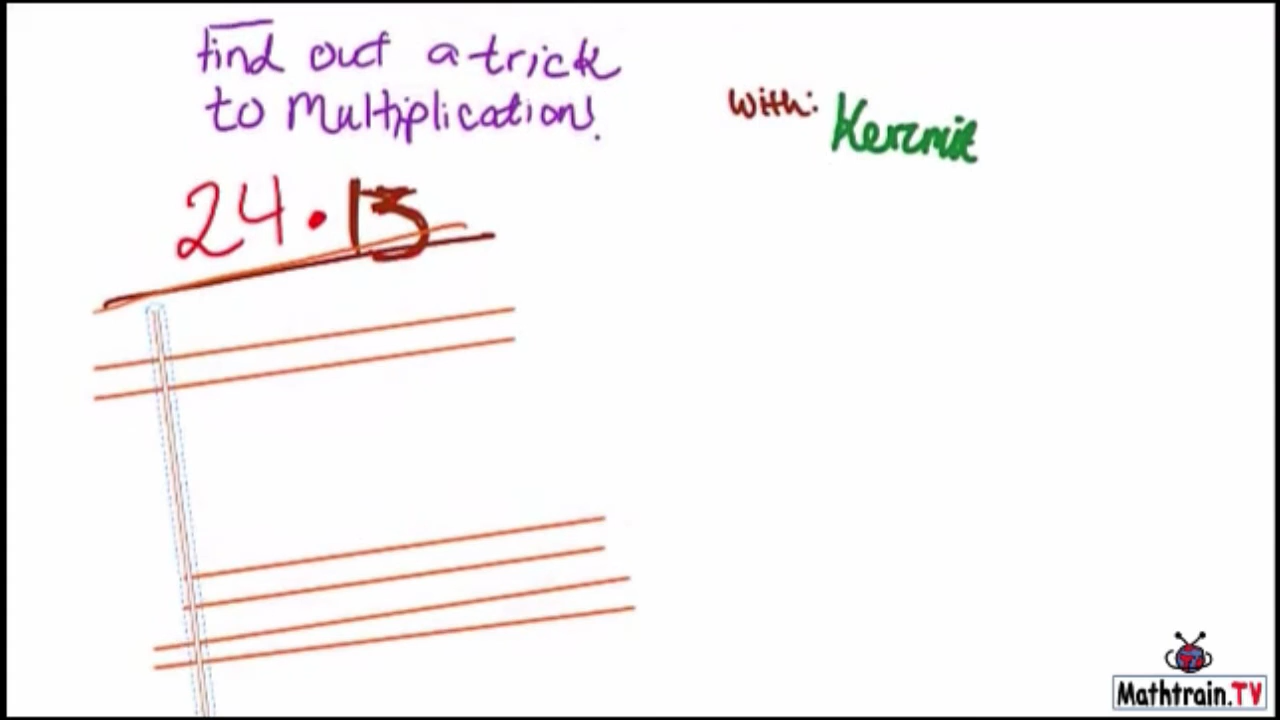 find out a trick
to Multiplication!
With: Kermit
24 • 13
Mathtrain.TV